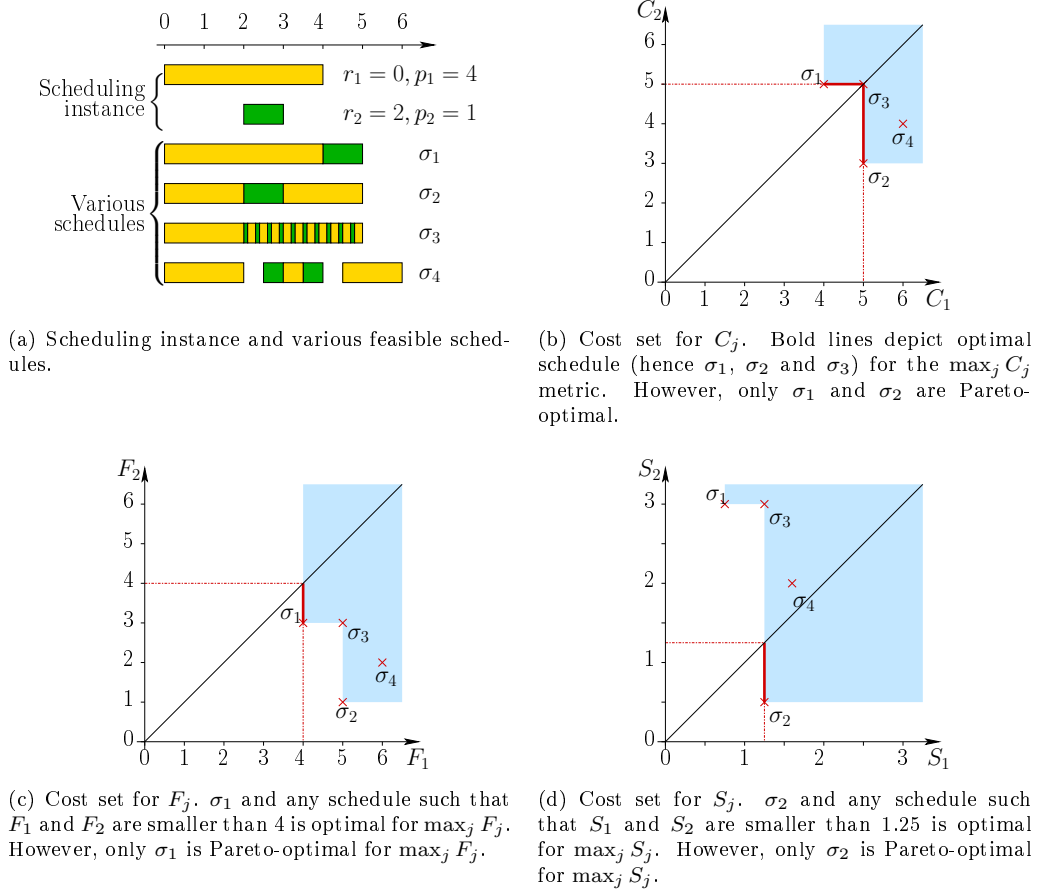 0 1 2 3 4 5 6
Scheduling
instance
r₁ = 0, p₁ = 4
r₂ = 2, p₂ = 1
Various
schedules
σ₁
σ₂
σ₃
σ₄
(a) Scheduling instance and various feasible sched-
ules.
C₂
6
5
4
3
2
1
0
σ₁
σ₃
σ₄
σ₂
0 1 2 3 4 5 6
C₁
(b) Cost set for Cⱼ. Bold lines depict optimal
schedule (hence σ₁, σ₂ and σ₃) for the maxⱼ Cⱼ
metric. However, only σ₁ and σ₂ are Pareto-
optimal.
F₂
6
5
4
3
2
1
0
σ₁
σ₃
σ₄
σ₂
0 1 2 3 4 5 6
F₁
(c) Cost set for Fⱼ. σ₁ and any schedule such that
F₁ and F₂ are smaller than 4 is optimal for maxⱼ Fⱼ.
However, only σ₁ is Pareto-optimal for maxⱼ Fⱼ.
S₂
3
2
1
0
σ₁
σ₃
σ₄
σ₂
0 1 2 3
S₁
(d) Cost set for Sⱼ. σ₂ and any schedule such
that S₁ and S₂ are smaller than 1.25 is optimal
for maxⱼ Sⱼ. However, only σ₂ is Pareto-optimal
for maxⱼ Sⱼ.